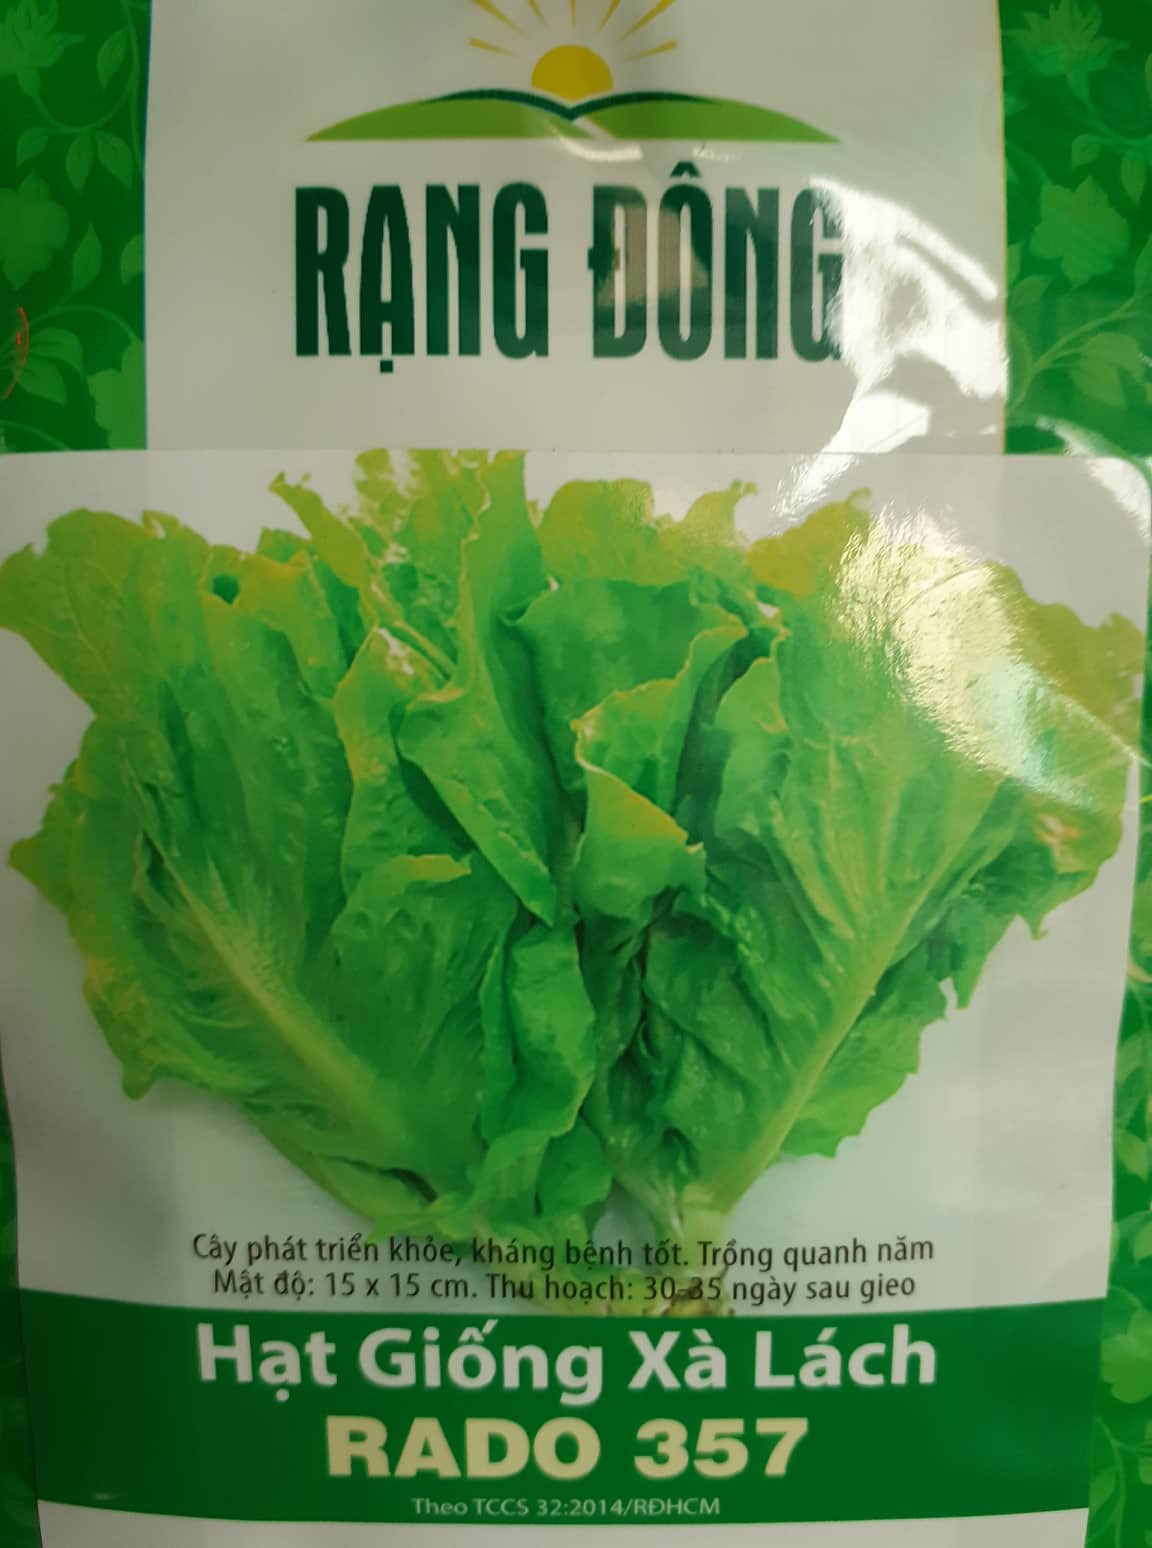 RẠNG ĐÔNG
Cây phát triển khỏe, kháng bệnh tốt. Trồng quanh năm
Mật độ: 15 x 15 cm. Thu hoạch: 30-35 ngày sau gieo
Hạt Giống Xà Lách
RADO 357
Theo TCCS 32:2014/RĐHCM